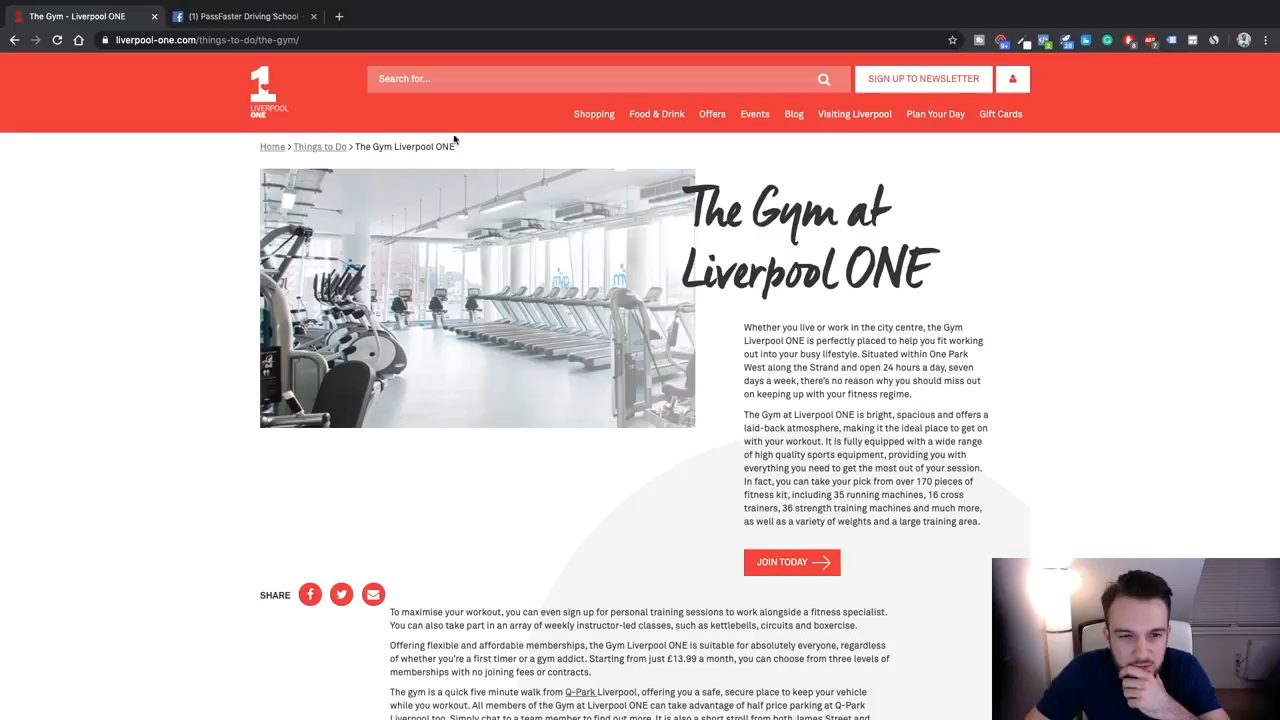 The Gym - Liverpool ONE
(1) PassFaster Driving School
liverpool-one.com/things-to-do/the-gym/
1
LIVERPOOL
ONE
Search for...
SIGN UP TO NEWSLETTER
Shopping Food & Drink Offers Events Blog Visiting Liverpool Plan Your Day Gift Cards
Home > Things to Do > The Gym Liverpool ONE
The Gym at
Liverpool ONE
Whether you live or work in the city centre, the Gym
Liverpool ONE is perfectly placed to help you fit working
out into your busy lifestyle. Situated within One Park
West along the Strand and open 24 hours a day, seven
days a week, there's no reason why you should miss out
on keeping up with your fitness regime.
The Gym at Liverpool ONE is bright, spacious and offers a
laid-back atmosphere, making it the ideal place to get on
with your workout. It is fully equipped with a wide range
of high quality sports equipment, providing you with
everything you need to get the most out of your session.
In fact, you can take your pick from over 170 pieces of
fitness kit, including 35 running machines, 16 cross
trainers, 36 strength training machines and much more,
as well as a variety of weights and a large training area.
JOIN TODAY
SHARE
To maximise your workout, you can even sign up for personal training sessions to work alongside a fitness specialist.
You can also take part in an array of weekly instructor-led classes, such as kettlebells, circuits and boxercise.
Offering flexible and affordable memberships, the Gym Liverpool ONE is suitable for absolutely everyone, regardless
of whether you're a first timer or a gym addict. Starting from just £13.99 a month, you can choose from three levels of
memberships with no joining fees or contracts.
The gym is a quick five minute walk from Q-Park Liverpool, offering you a safe, secure place to keep your vehicle
while you workout. All members of the Gym at Liverpool ONE can take advantage of half price parking at Q-Park
Liverpool too. Simply chat to a team member to find out more. It is also a short stroll from both James Street and